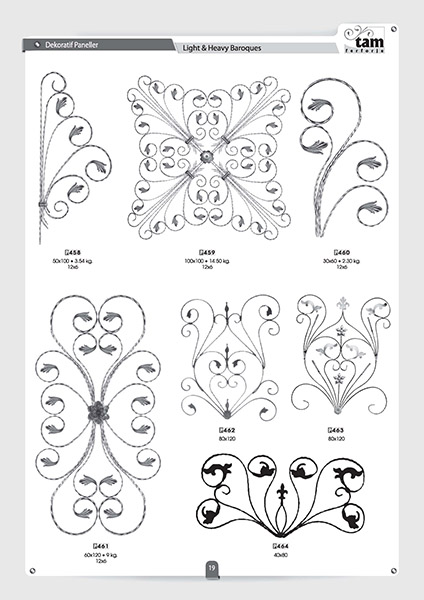 Dekoratif Paneller
Light & Heavy Baroques
tam
ferforje
458
50x100 • 3.54 kg.
12x6
459
100x100 • 14.50 kg.
12x6
460
30x60 • 2.30 kg.
12x6
462
80x120
463
80x120
461
60x120 • 9 kg.
12x6
464
40x80
19